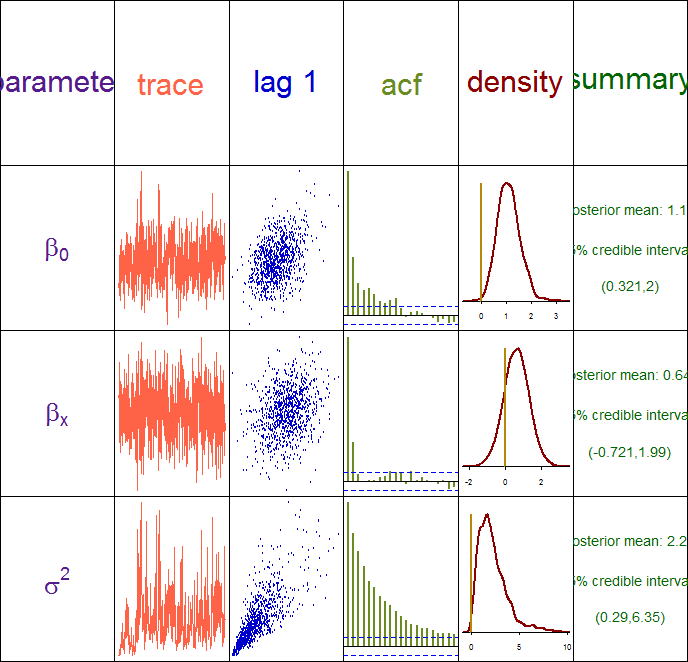 paramete trace lag 1 acf density summary
β0
0 1 2 3
osterior mean: 1.1
% credible interva
(0.321,2)
βx
-2 0 2
osterior mean: 0.64
% credible interva
(-0.721,1.99)
σ2
0 5 10
osterior mean: 2.2
% credible interva
(0.29,6.35)